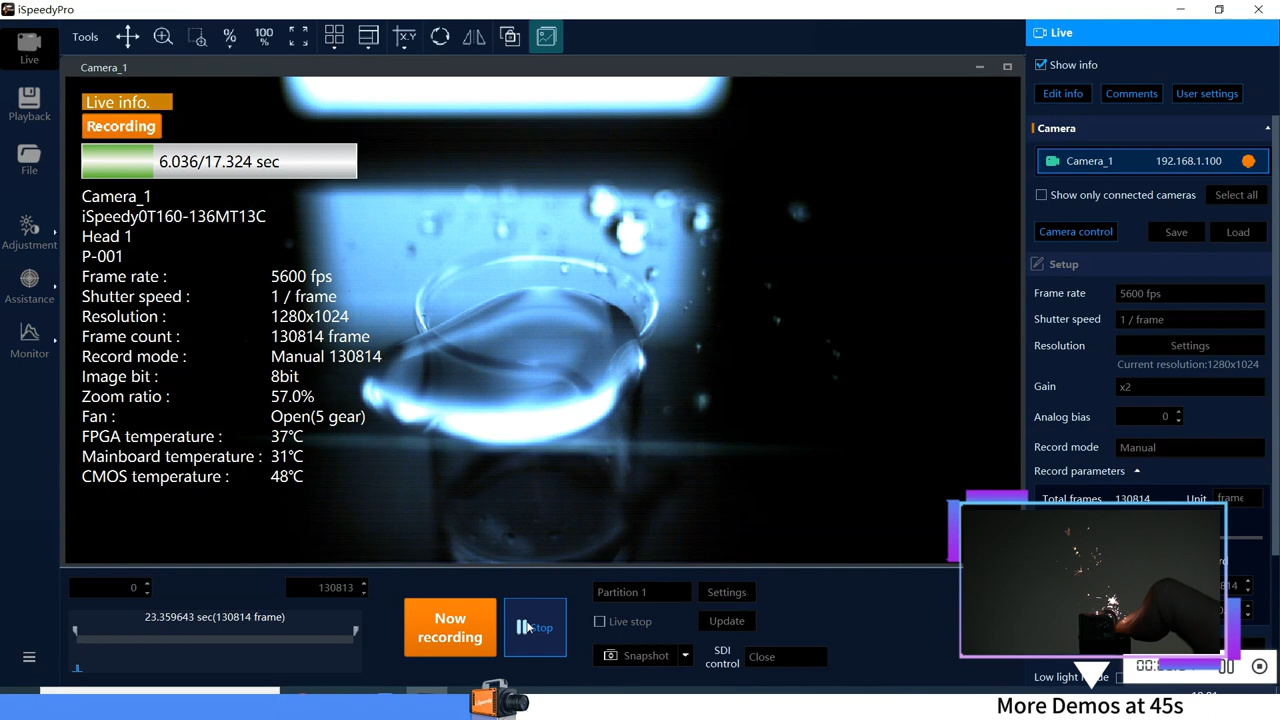 iSpeedyPro
Tools
%
100
%
X,Y
Live
Live
Show info
Edit info
Comments
User settings
Camera_1
Playback
File
Adjustment
Assistance
Monitor
Live info.
Recording
6.036/17.324 sec
Camera_1
iSpeedy0T160-136MT13C
Head 1
P-001
Frame rate : 5600 fps
Shutter speed : 1 / frame
Resolution : 1280x1024
Frame count : 130814 frame
Record mode : Manual 130814
Image bit : 8bit
Zoom ratio : 57.0%
Fan : Open(5 gear)
FPGA temperature : 37℃
Mainboard temperature : 31℃
CMOS temperature : 48℃
Camera
Camera_1 192.168.1.100
Show only connected cameras Select all
Camera control Save Load
Setup
Frame rate 5600 fps
Shutter speed 1 / frame
Resolution Settings
Current resolution:1280x1024
Gain x2
Analog bias 0
Record mode Manual
Record parameters
Total frames 130814 Unit frame
0 130813
23.359643 sec(130814 frame)
Now
recording
Stop
Partition 1 Settings
Live stop Update
Snapshot SDI
control Close
Low light
More Demos at 45s
iSpeedy